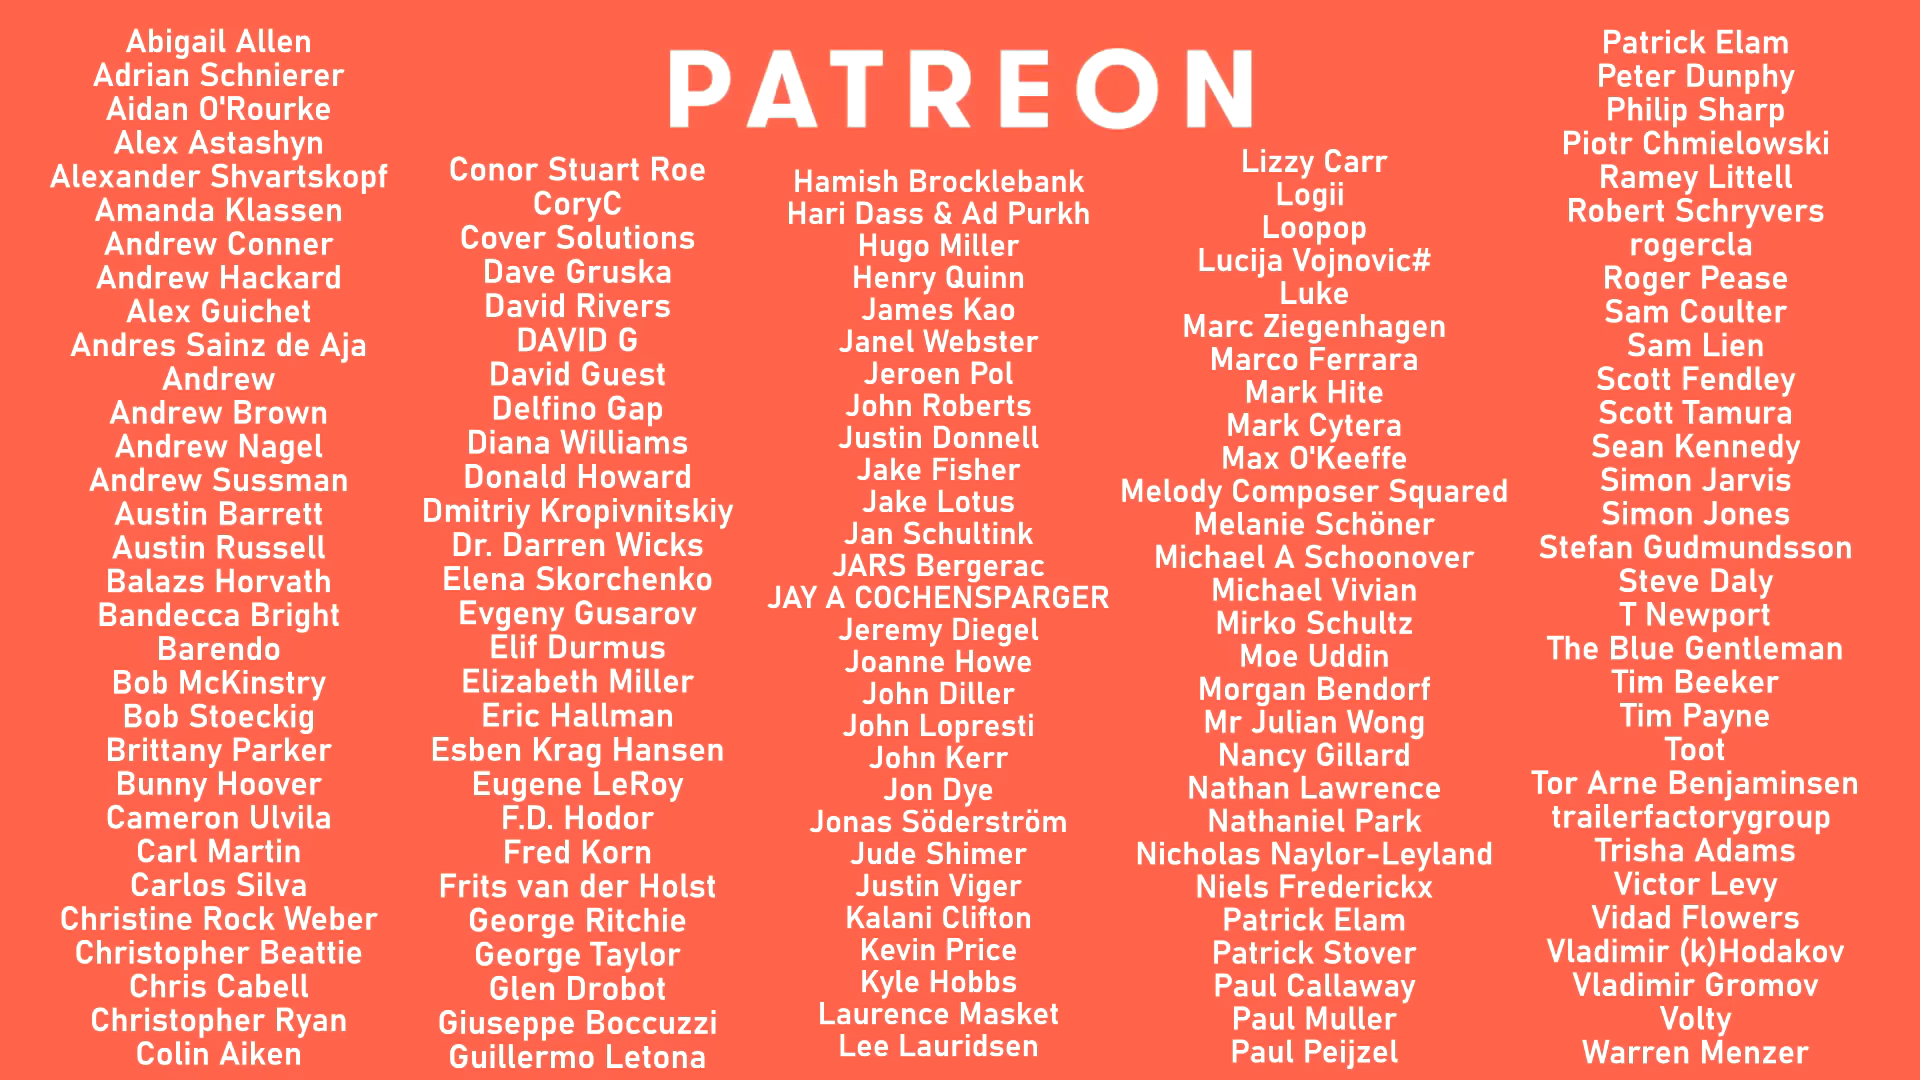 PATREON
Abigail Allen
Adrian Schnierer
Aidan O'Rourke
Alex Astashyn
Alexander Shvartskopf
Amanda Klassen
Andrew Conner
Andrew Hackard
Alex Guichet
Andres Sainz de Aja
Andrew
Andrew Brown
Andrew Nagel
Andrew Sussman
Austin Barrett
Austin Russell
Balazs Horvath
Bandecca Bright
Barendo
Bob McKinstry
Bob Stoeckig
Brittany Parker
Bunny Hoover
Cameron Ulvila
Carl Martin
Carlos Silva
Christine Rock Weber
Christopher Beattie
Chris Cabell
Christopher Ryan
Colin Aiken
Conor Stuart Roe
CoryC
Cover Solutions
Dave Gruska
David Rivers
DAVID G
David Guest
Delfino Gap
Diana Williams
Donald Howard
Dmitriy Kropivnitskiy
Dr. Darren Wicks
Elena Skorchenko
Evgeny Gusarov
Elif Durmus
Elizabeth Miller
Eric Hallman
Esben Krag Hansen
Eugene LeRoy
F.D. Hodor
Fred Korn
Frits van der Holst
George Ritchie
George Taylor
Glen Drobot
Giuseppe Boccuzzi
Guillermo Letona
Hamish Brocklebank
Hari Dass & Ad Purkh
Hugo Miller
Henry Quinn
James Kao
Janel Webster
Jeroen Pol
John Roberts
Justin Donnell
Jake Fisher
Jake Lotus
Jan Schultink
JARS Bergerac
JAY A COCHENSPARGER
Jeremy Diegel
Joanne Howe
John Diller
John Lopresti
John Kerr
Jon Dye
Jonas Söderström
Jude Shimer
Justin Viger
Kalani Clifton
Kevin Price
Kyle Hobbs
Laurence Masket
Lee Lauridsen
Lizzy Carr
Logii
Loopop
Lucija Vojnovic#
Luke
Marc Ziegenhagen
Marco Ferrara
Mark Hite
Mark Cytera
Max O'Keeffe
Melody Composer Squared
Melanie Schöner
Michael A Schoonover
Michael Vivian
Mirko Schultz
Moe Uddin
Morgan Bendorf
Mr Julian Wong
Nancy Gillard
Nathan Lawrence
Nathaniel Park
Nicholas Naylor-Leyland
Niels Frederickx
Patrick Elam
Patrick Stover
Paul Callaway
Paul Muller
Paul Peijzel
Patrick Elam
Peter Dunphy
Philip Sharp
Piotr Chmielowski
Ramey Littell
Robert Schryvers
rogercla
Roger Pease
Sam Coulter
Sam Lien
Scott Fendley
Scott Tamura
Sean Kennedy
Simon Jarvis
Simon Jones
Stefan Gudmundsson
Steve Daly
T Newport
The Blue Gentleman
Tim Beeker
Tim Payne
Toot
Tor Arne Benjaminsen
trailerfactorygroup
Trisha Adams
Victor Levy
Vidad Flowers
Vladimir (k)Hodakov
Vladimir Gromov
Volty
Warren Menzer